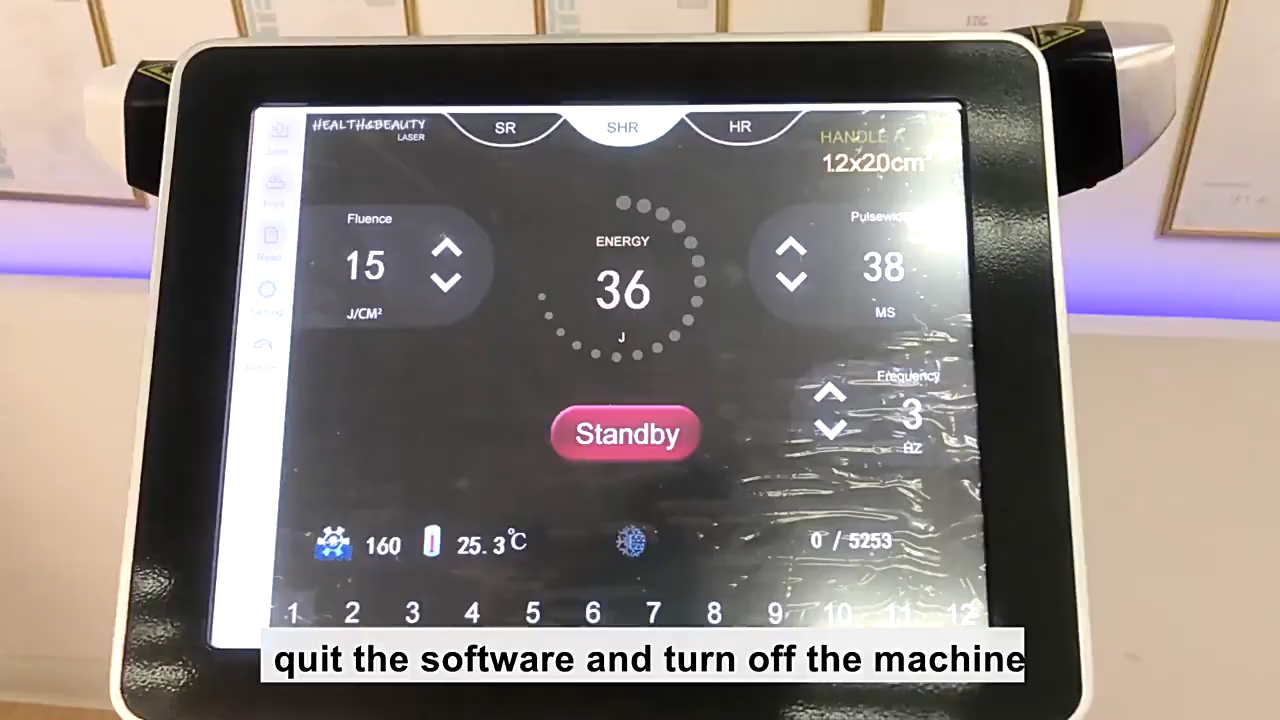 HEALTH&BEAUTY
LASER
SR
SHR
HR
HANDLE A
12x20cm²
Fluence
15
J/CM²
ENERGY
36
J
Pulsewidth
38
MS
Frequency
3
HZ
Standby
160
25.3℃
0 / 5253
Read
Setting
1 2 3 4 5 6 7 8 9 10 11 12
quit the software and turn off the machine